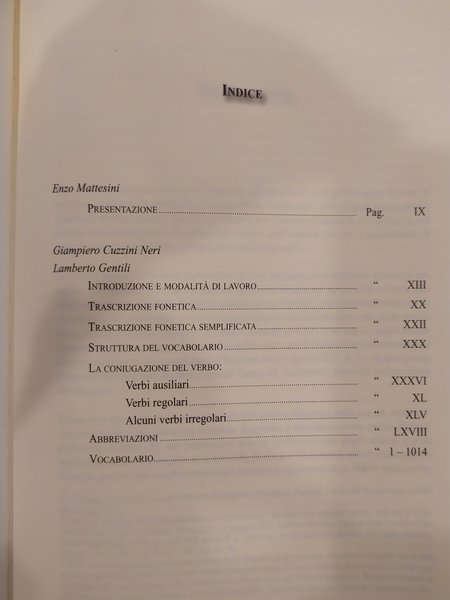 INDICE
Enzo Mattesini
PRESENTAZIONE.......... Pag. IX
Giampiero Cuzzini Neri
Lamberto Gentili
INTRODUZIONE E MODALITÀ DI LAVORO.......... “ XIII
TRASCRIZIONE FONETICA.......... “ XX
TRASCRIZIONE FONETICA SEMPLIFICATA.......... “ XXII
STRUTTURA DEL VOCABOLARIO.......... “ XXX
LA CONIUGAZIONE DEL VERBO:
Verbi ausiliari.......... “ XXXVI
Verbi regolari.......... “ XL
Alcuni verbi irregolari.......... “ XLV
ABBREVIAZIONI.......... “ LXVIII
VOCABOLARIO.......... “ 1 – 1014